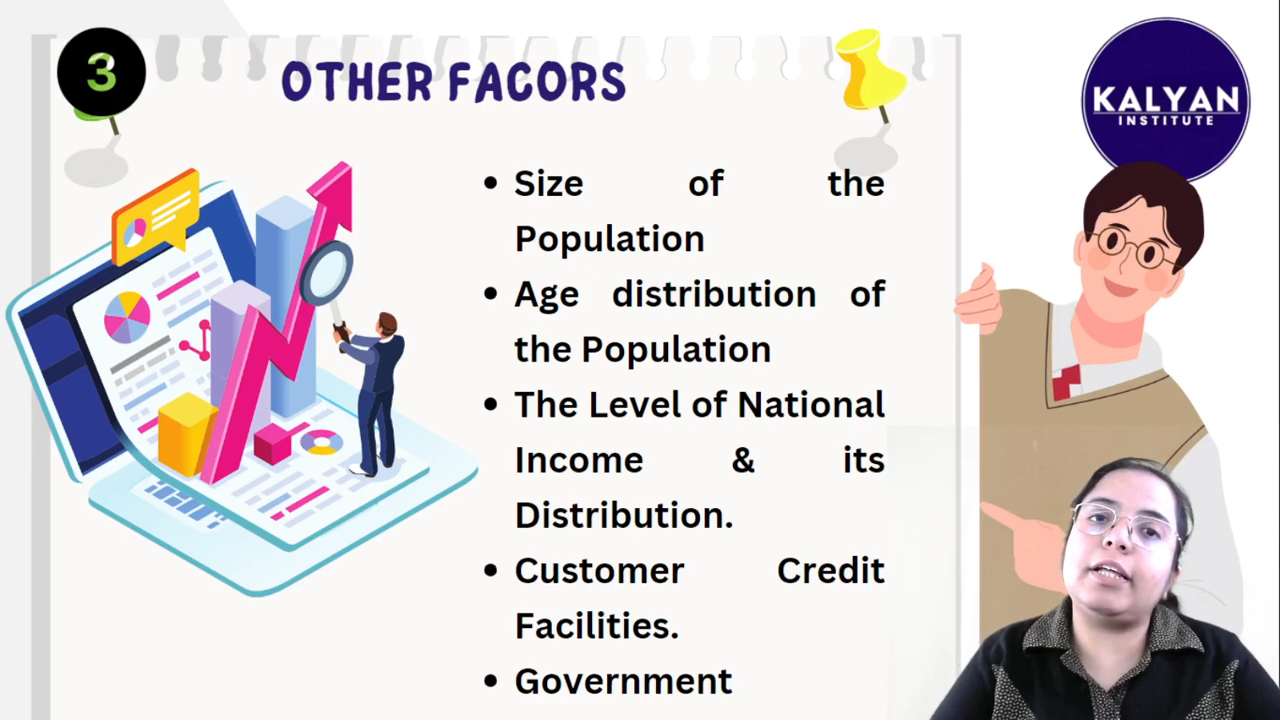 3
OTHER FACORS
KALYAN
INSTITUTE
Size of the
Population
Age distribution of
the Population
The Level of National
Income & its
Distribution.
Customer Credit
Facilities.
Government